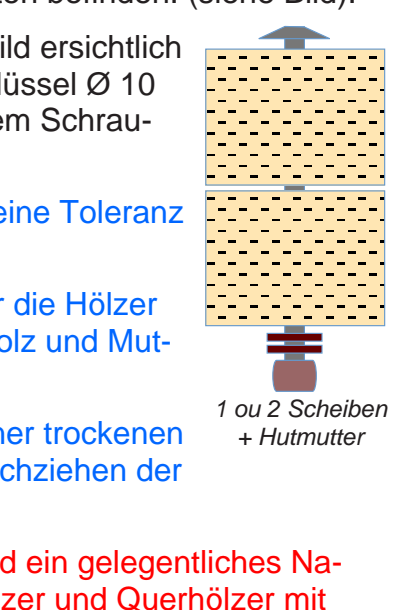 ild ersichtlich
lüssel Ø 10
em Schrau-
eine Toleranz
r die Hölzer
olz und Mut-
1 ou 2 Scheiben
+ Hutmutter
ner trockenen
chziehen der
d ein gelegentliches Na-
zer und Querhölzer mit